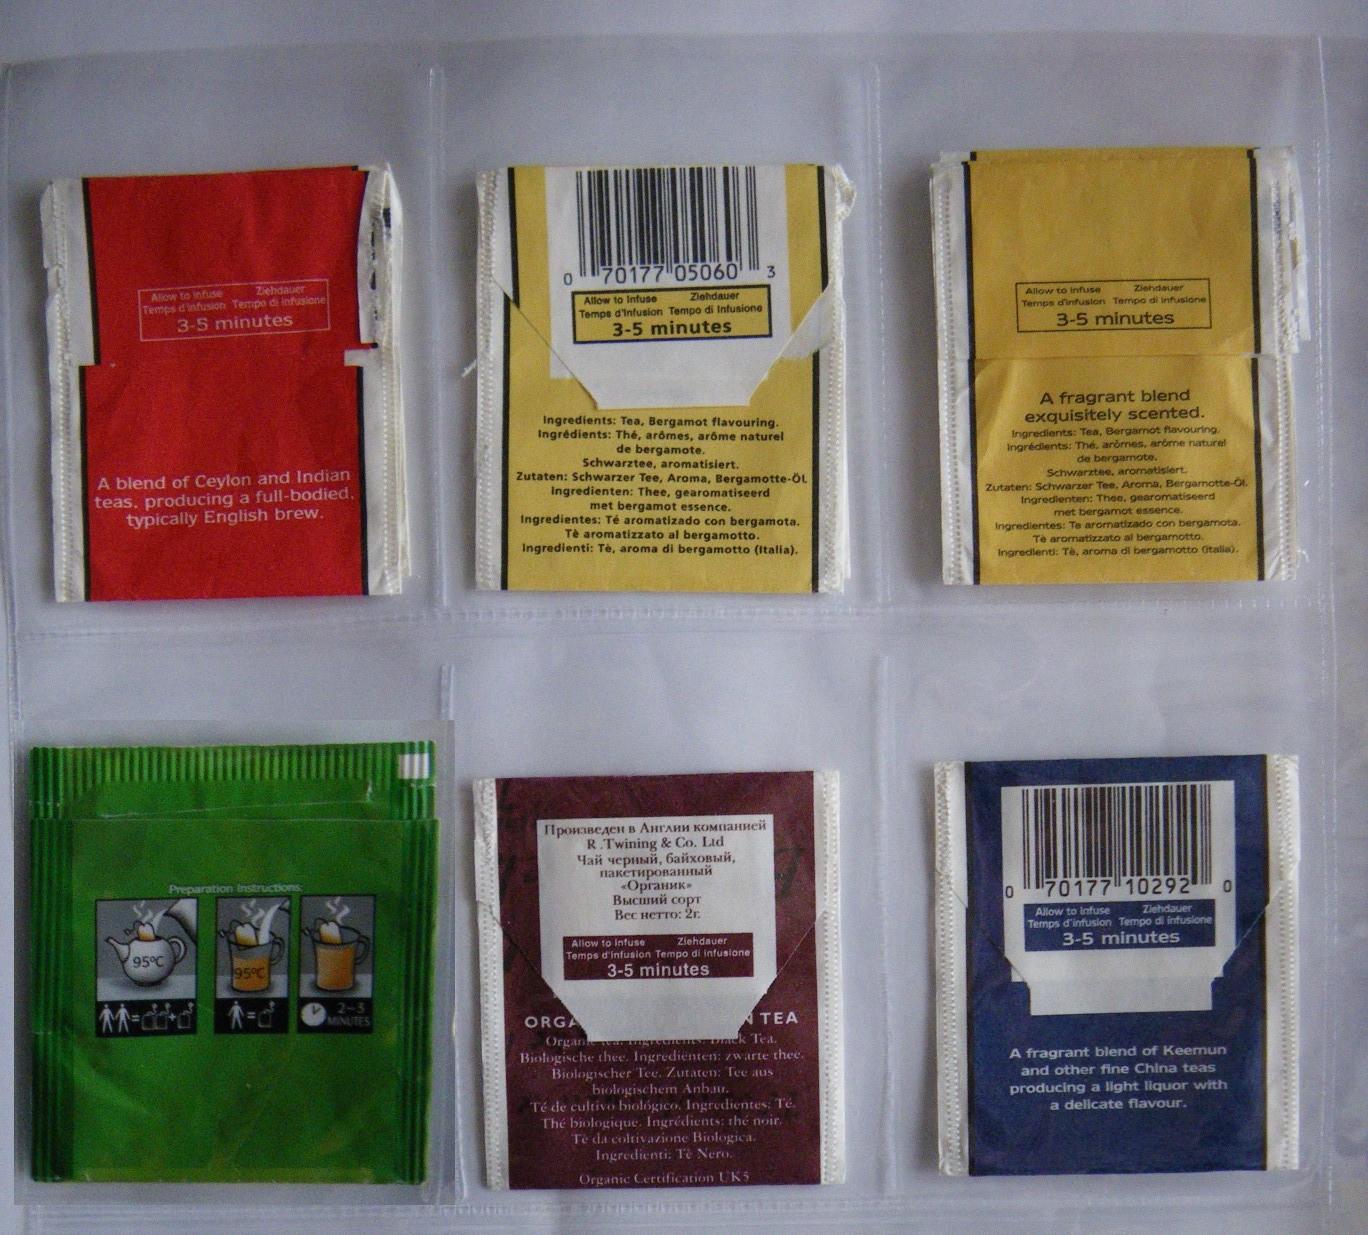 Allow to infuse Ziehdauer
Temps d'infusion Tempo di infusione
3-5 minutes
A blend of Ceylon and Indian
teas, producing a full-bodied,
typically English brew.
0 70177 05060 3
Allow to infuse Ziehdauer
Temps d'infusion Tempo di infusione
3-5 minutes
Ingredients: Tea, Bergamot flavouring.
Ingrédients: Thé, arômes, arôme naturel
de bergamote.
Schwarztee, aromatisiert.
Zutaten: Schwarzer Tee, Aroma, Bergamotte-Öl.
Ingredienten: Thee, gearomatiseerd
met bergamot essence.
Ingredientes: Té aromatizado con bergamota.
Tè aromatizzato al bergamotto.
Ingredienti: Tè, aroma di bergamotto (Italia).
Allow to infuse Ziehdauer
Temps d'infusion Tempo di infusione
3-5 minutes
A fragrant blend
exquisitely scented.
Ingredients: Tea, Bergamot flavouring.
Ingrédients: Thé, arômes, arôme naturel
de bergamote.
Schwarztee, aromatisiert.
Zutaten: Schwarzer Tee, Aroma, Bergamotte-Öl.
Ingredienten: Thee, gearomatiseerd
met bergamot essence.
Ingredientes: Te aromatizado con bergamota.
Tè aromatizzato al bergamotto.
Ingredienti: Tè, aroma di bergamotto (Italia).
Preparation Instructions:
95°C
95°C
2-3
MINUTES
Произведен в Англии компанией
R .Twining & Co. Ltd
Чай черный, байховый,
пакетированный
«Органик»
Высший сорт
Вес нетто: 2г.
Allow to infuse Ziehdauer
Temps d'infusion Tempo di infusione
3-5 minutes
TEA
Organic tea. Ingredients: Black Tea.
Biologische thee. Ingredienten: zwarte thee.
Biologischer Tee. Zutaten: Tee aus
biologischem Anbau.
Té de cultivo biológico. Ingredientes: Té.
Thé biologique. Ingrédients: thé noir.
Tè da coltivazione Biologica.
Ingredienti: Tè Nero.
Organic Certification UK5
0 70177 10292 0
Allow to infuse Ziehdauer
Temps d'infusion Tempo di infusione
3-5 minutes
A fragrant blend of Keemun
and other fine China teas
producing a light liquor with
a delicate flavour.